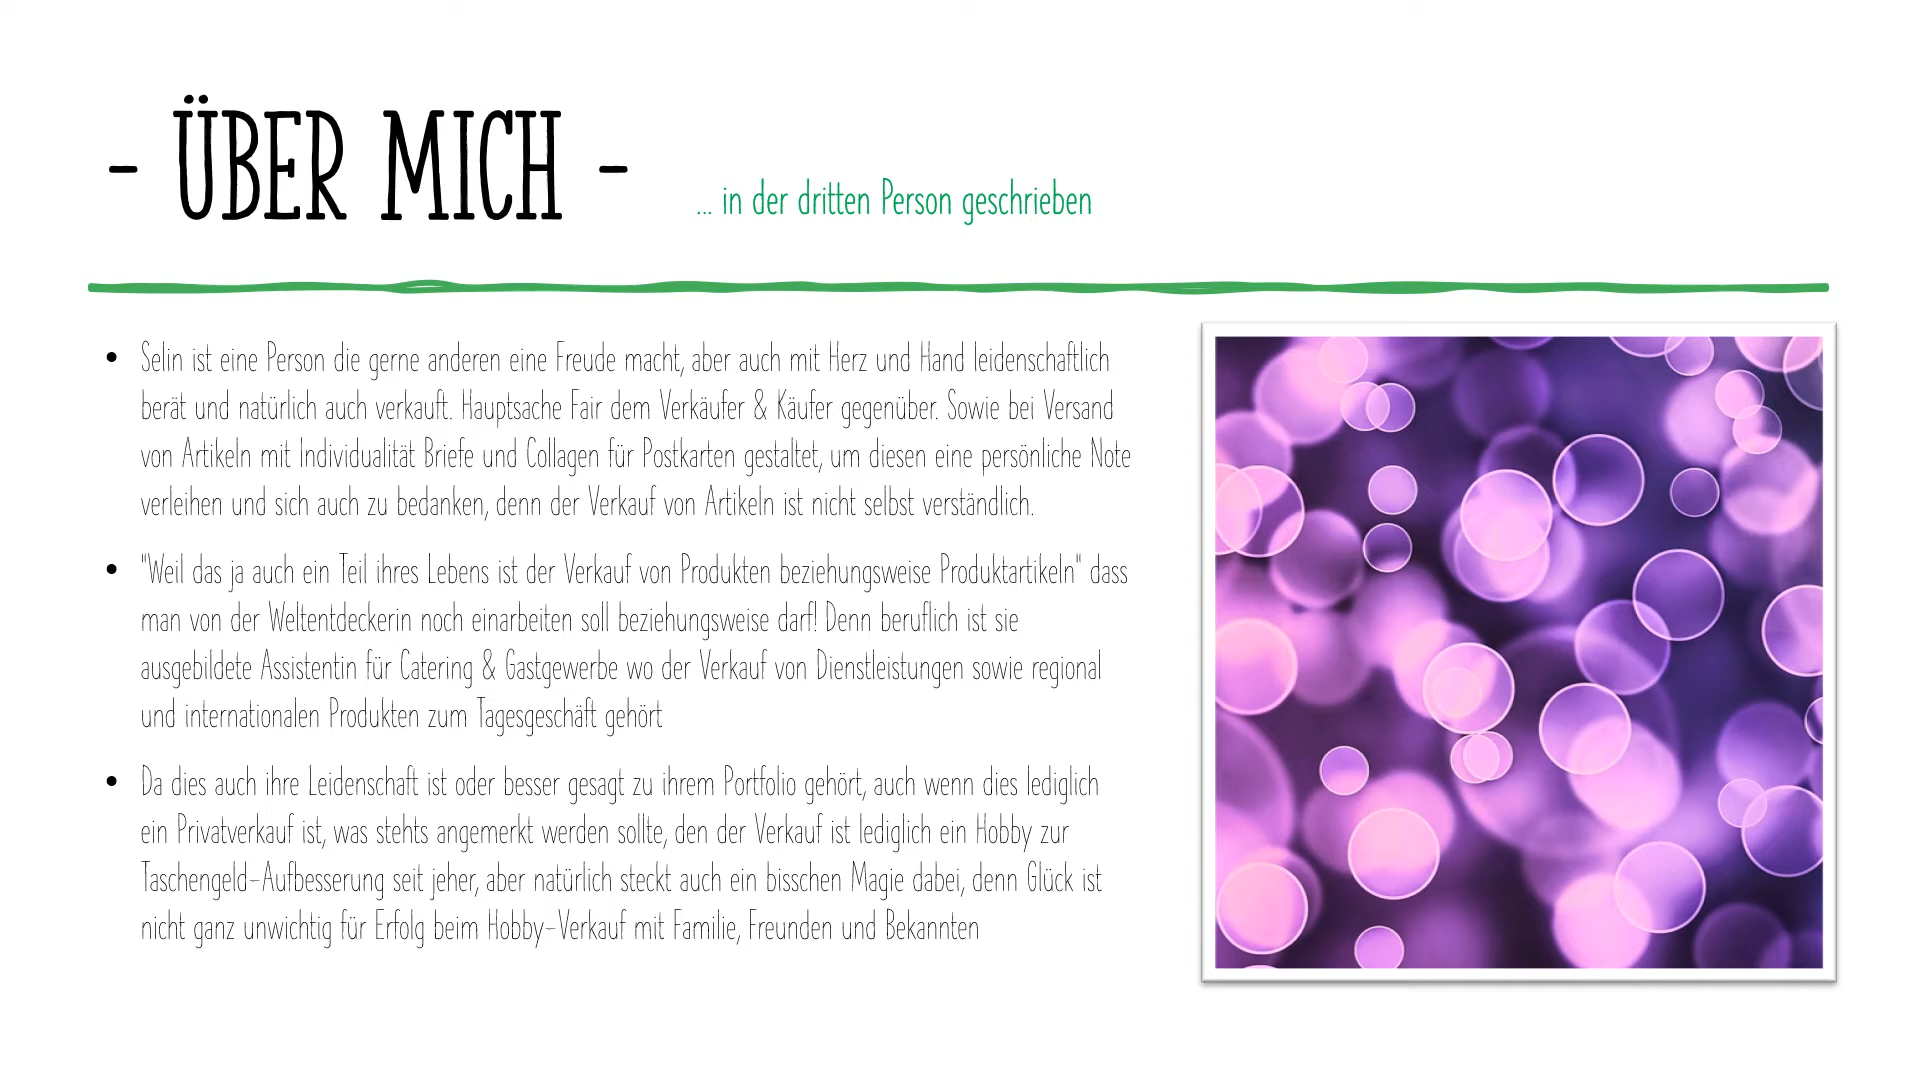 - ÜBER MICH -
... in der dritten Person geschrieben
• Selin ist eine Person die gerne anderen eine Freude macht, aber auch mit Herz und Hand leidenschaftlich
berät und natürlich auch verkauft. Hauptsache Fair dem Verkäufer & Käufer gegenüber. Sowie bei Versand
von Artikeln mit Individualität Briefe und Collagen für Postkarten gestaltet, um diesen eine persönliche Note
verleihen und sich auch zu bedanken, denn der Verkauf von Artikeln ist nicht selbst verständlich.
• "Weil das ja auch ein Teil ihres Lebens ist der Verkauf von Produkten beziehungsweise Produktartikeln" dass
man von der Weltentdeckerin noch einarbeiten soll beziehungsweise darf! Denn beruflich ist sie
ausgebildete Assistentin für Catering & Gastgewerbe wo der Verkauf von Dienstleistungen sowie regional
und internationalen Produkten zum Tagesgeschäft gehört
• Da dies auch ihre Leidenschaft ist oder besser gesagt zu ihrem Portfolio gehört, auch wenn dies lediglich
ein Privatverkauf ist, was stehts angemerkt werden sollte, den der Verkauf ist lediglich ein Hobby zur
Taschengeld-Aufbesserung seit jeher, aber natürlich steckt auch ein bisschen Magie dabei, denn Glück ist
nicht ganz unwichtig für Erfolg beim Hobby-Verkauf mit Familie, Freunden und Bekannten